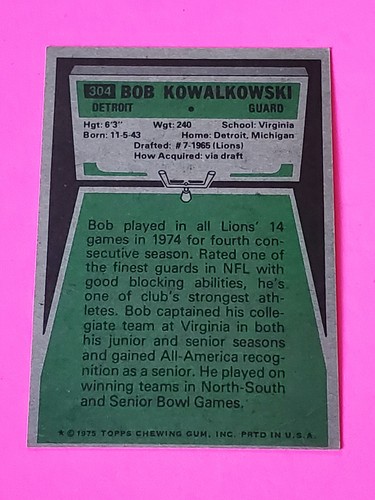 304 BOB KOWALKOWSKI
DETROIT • GUARD
Hgt: 6'3" Wgt: 240 School: Virginia
Born: 11-5-43 Home: Detroit, Michigan
Drafted: #7-1965 (Lions)
How Acquired: via draft
Bob played in all Lions' 14
games in 1974 for fourth con-
secutive season. Rated one of
the finest guards in NFL with
good blocking abilities, he's
one of club's strongest ath-
letes. Bob captained his colle-
giate team at Virginia in both
his junior and senior seasons
and gained All-America recog-
nition as a senior. He played on
winning teams in North-South
and Senior Bowl Games.
★ © 1975 TOPPS CHEWING GUM, INC. PRTD IN U.S.A.